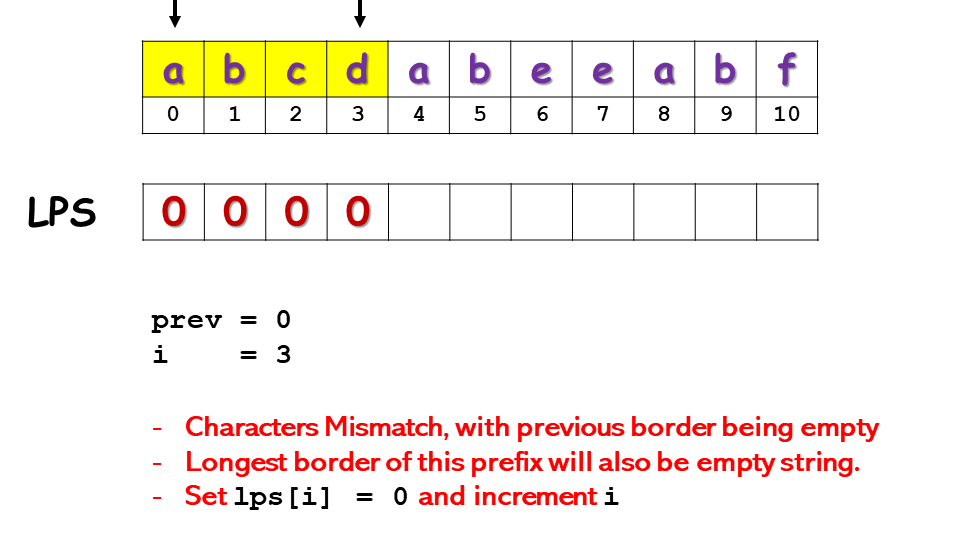 a b c d a b e e a b f
0 1 2 3 4 5 6 7 8 9 10
LPS 0 0 0 0
prev = 0
i = 3
- Characters Mismatch, with previous border being empty
- Longest border of this prefix will also be empty string.
- Set lps[i] = 0 and increment i